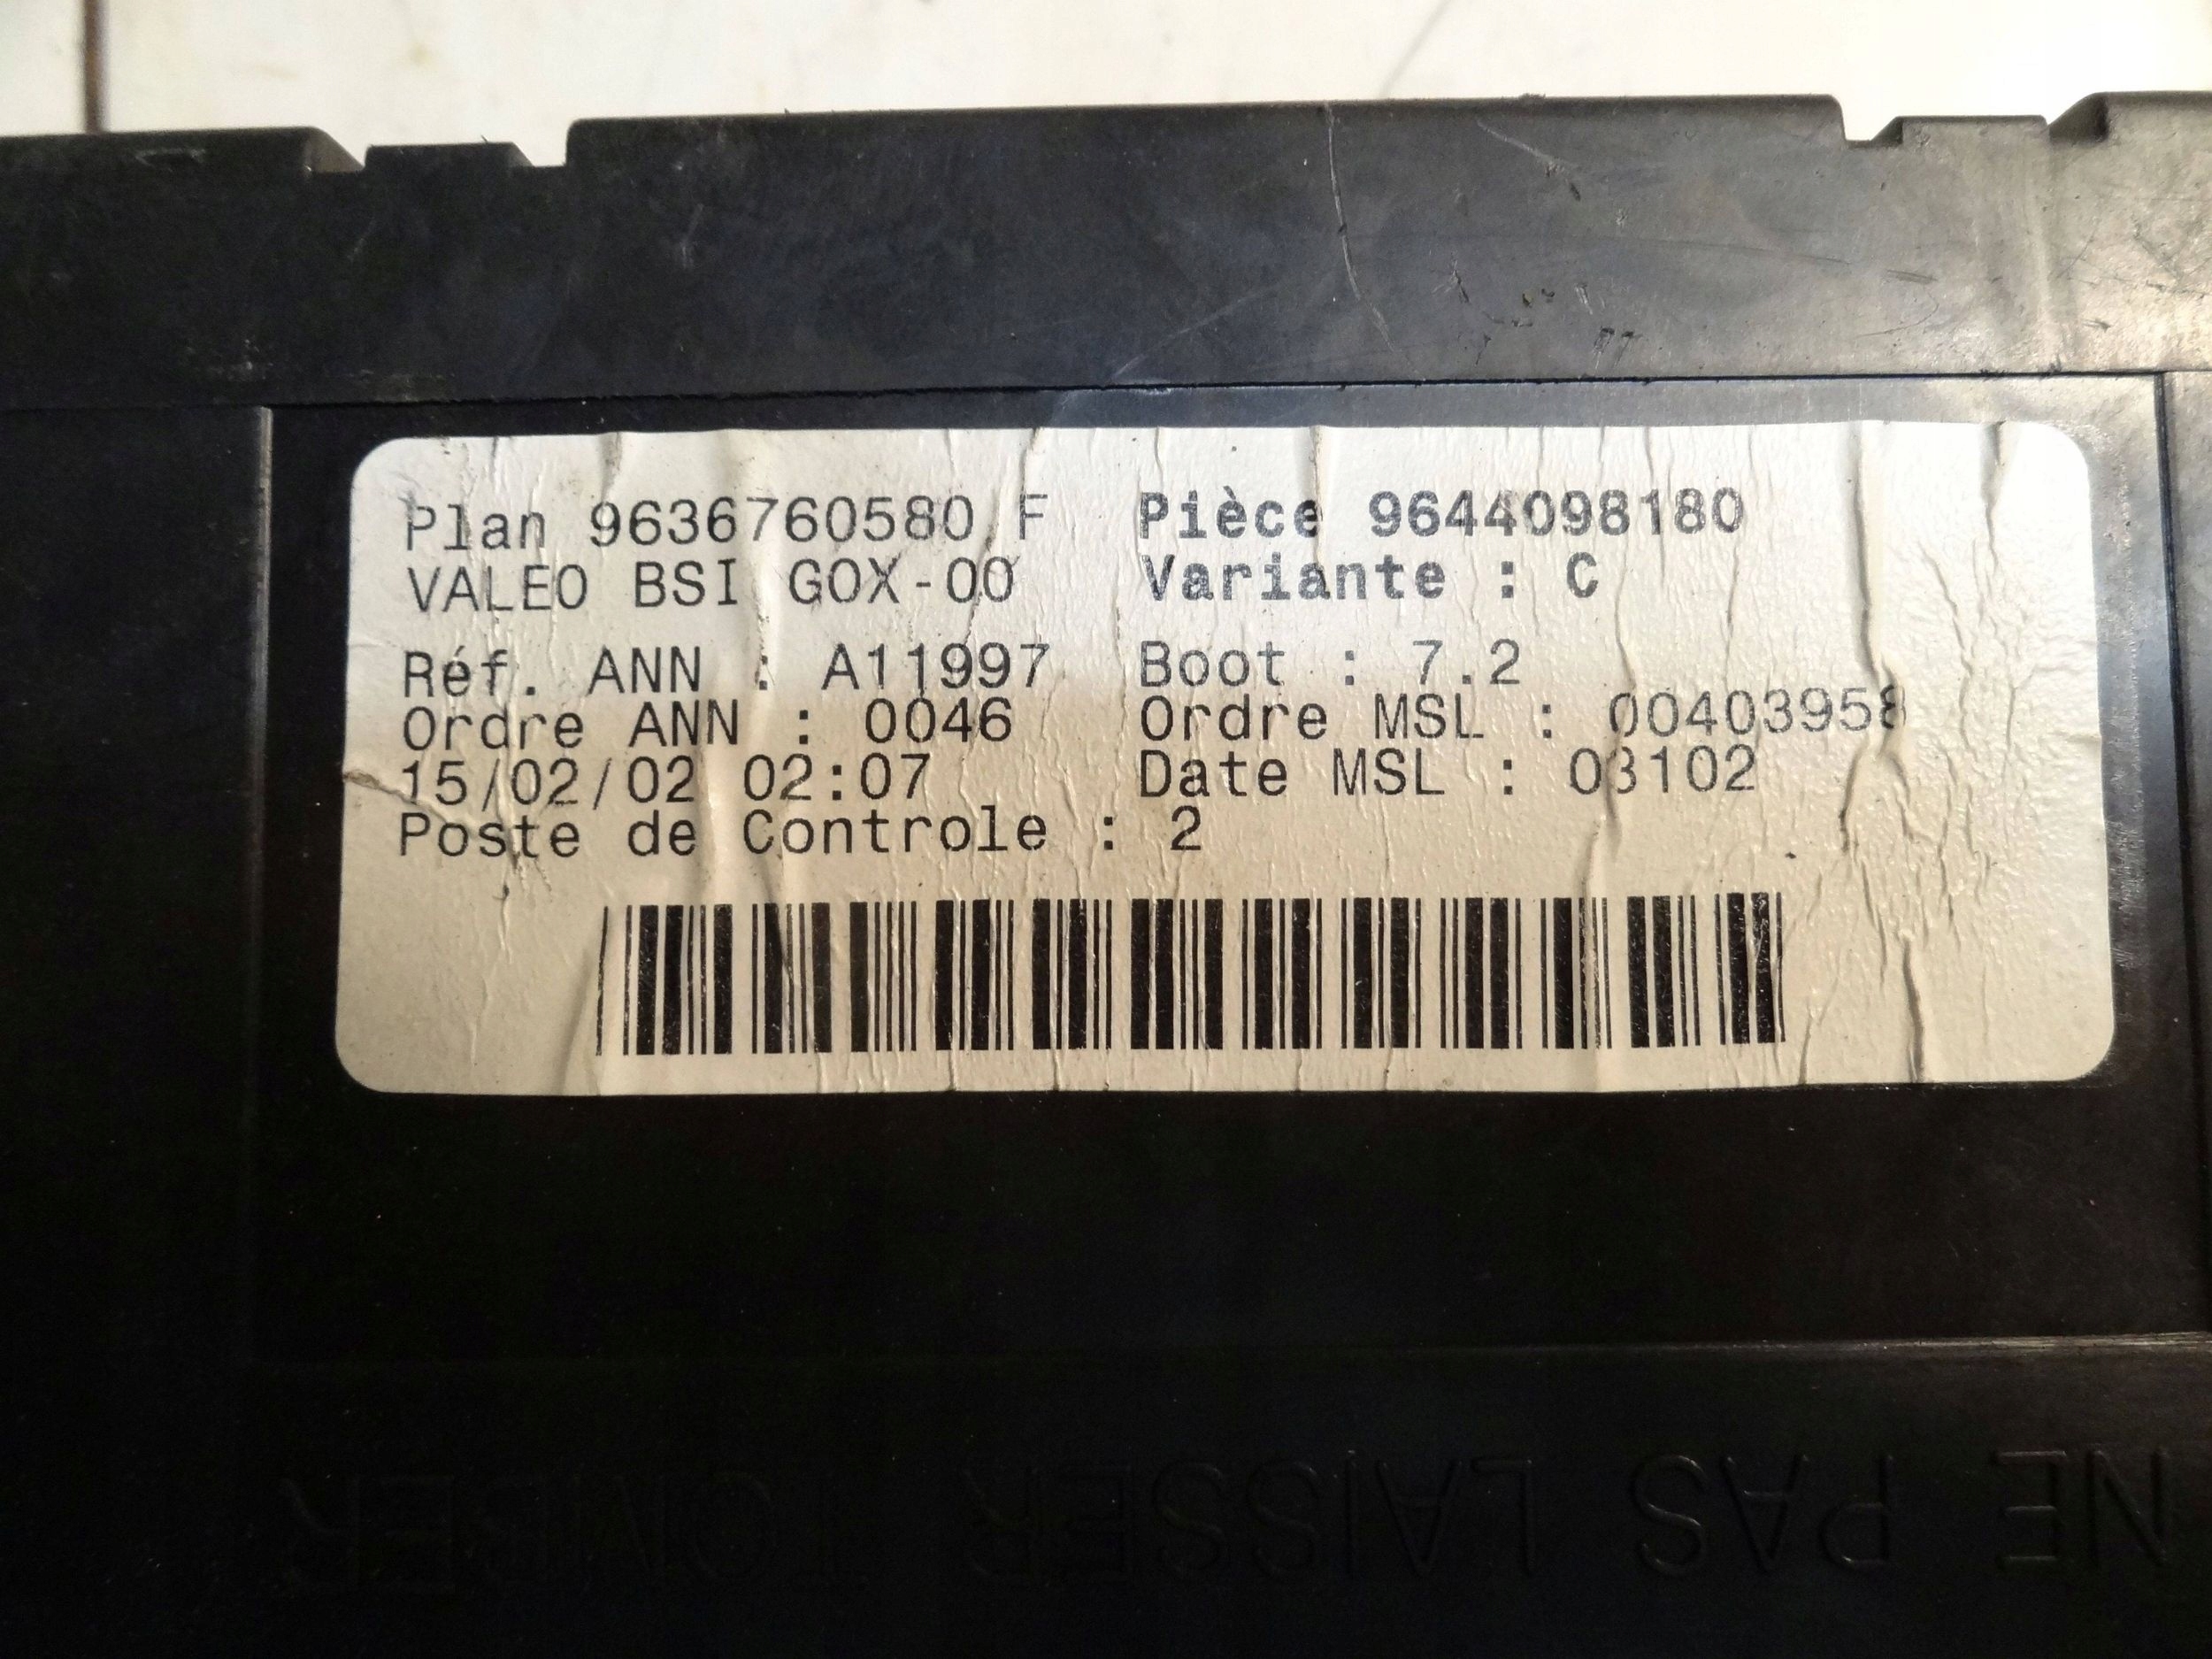 Plan 9636760580 F Pièce 9644098180
VALEO BSI GOX-00 Variante : C
Réf. ANN : A11997 Boot : 7.2
Ordre ANN : 0046 Ordre MSL : 00403958
15/02/02 02:07 Date MSL : 03102
Poste de Controle : 2
NE PAS LAISSER TOMBER